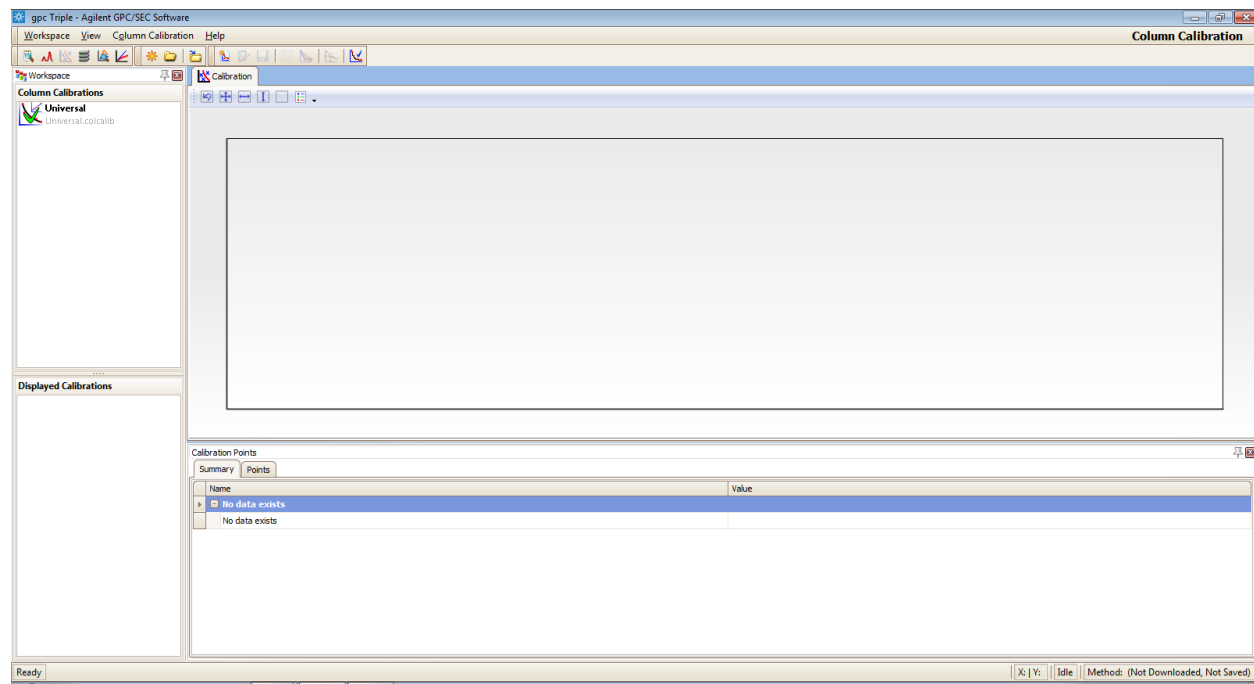 gpc Triple - Agilent GPC/SEC Software
Workspace View Column Calibration Help
Column Calibration
Workspace
Calibration
Column Calibrations
Universal
Universal.colcalib
Displayed Calibrations
Calibration Points
Summary Points
Name Value
No data exists
No data exists
Ready
X: | Y: Idle Method: (Not Downloaded, Not Saved)